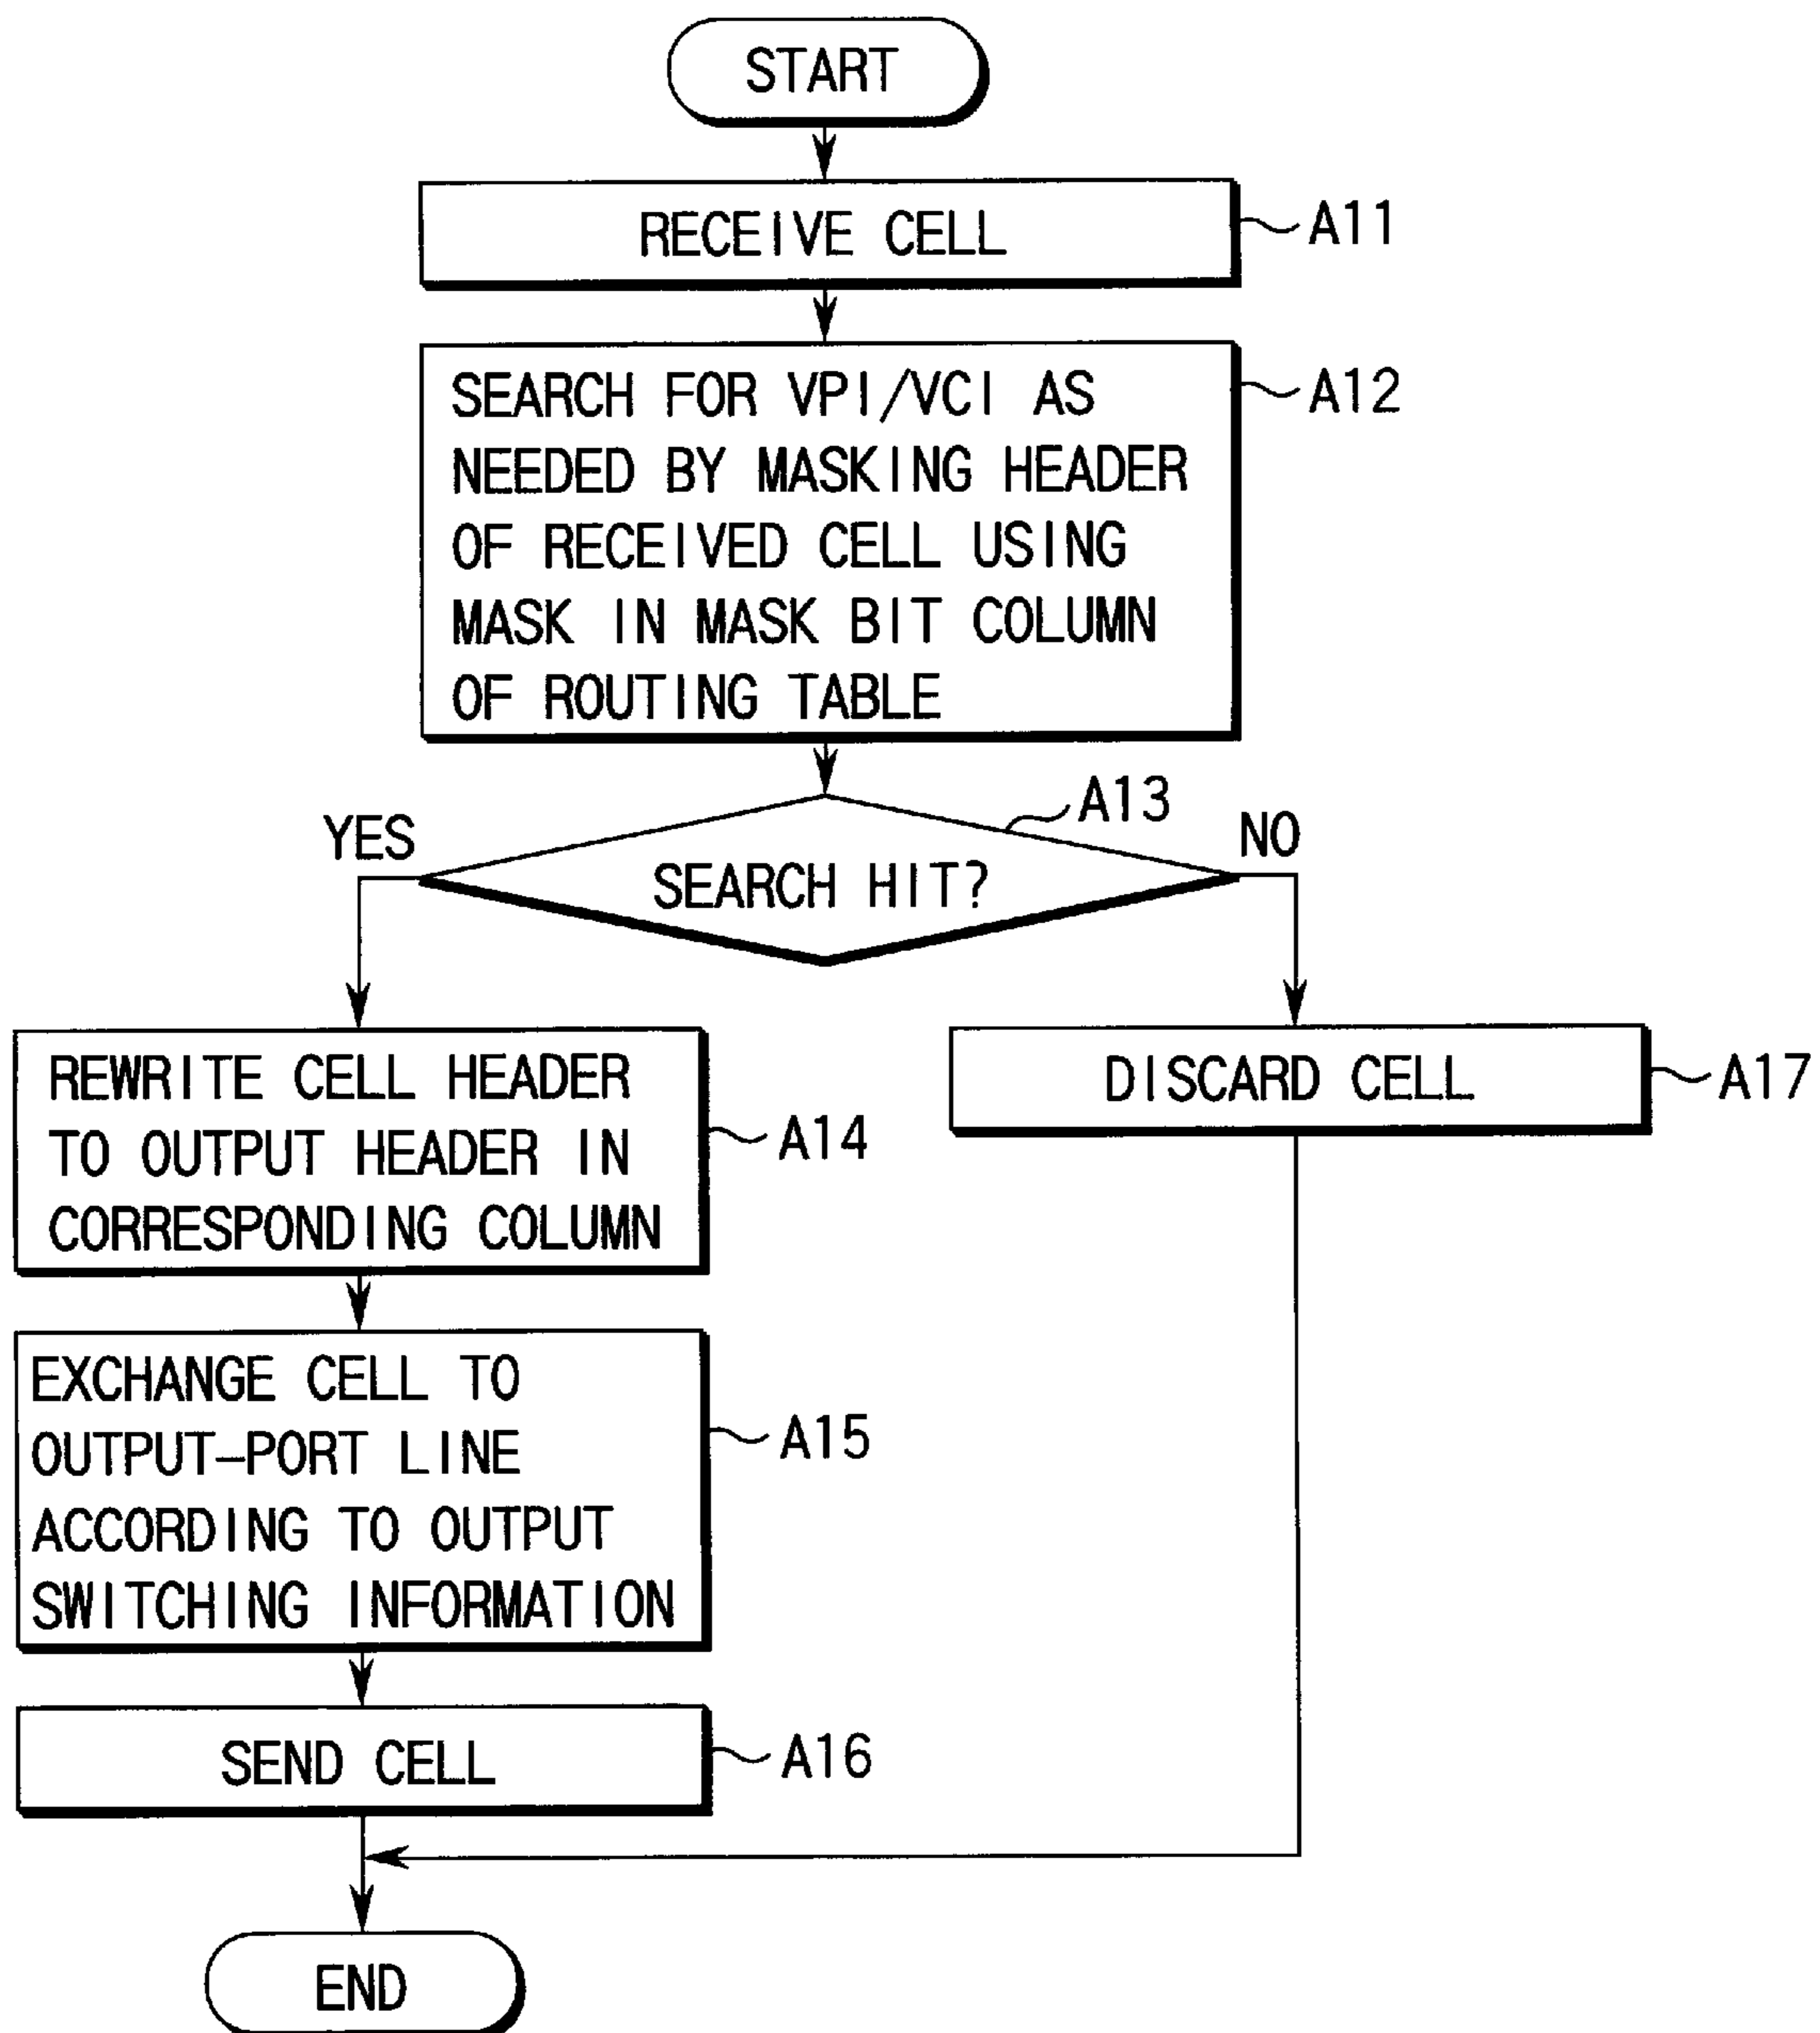 START
RECEIVE CELL
A11
SEARCH FOR VPI/VCI AS
NEEDED BY MASKING HEADER
OF RECEIVED CELL USING
MASK IN MASK BIT COLUMN
OF ROUTING TABLE
A12
A13
YES
NO
SEARCH HIT?
REWRITE CELL HEADER
TO OUTPUT HEADER IN
CORRESPONDING COLUMN
A14
DISCARD CELL
A17
EXCHANGE CELL TO
OUTPUT-PORT LINE
ACCORDING TO OUTPUT
SWITCHING INFORMATION
A15
SEND CELL
A16
END